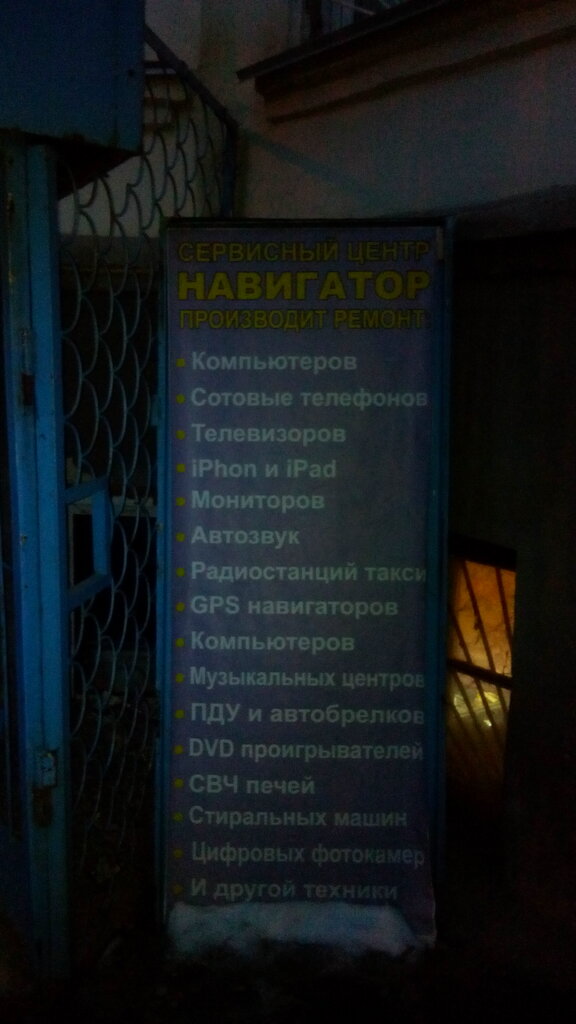 СЕРВИСНЫЙ ЦЕНТР
НАВИГАТОР
ПРОИЗВОДИТ РЕМОНТ
• Компьютеров
• Сотовые телефонов
• Телевизоров
• iPhon и iPad
• Мониторов
• Автозвук
• Радиостанций такси
• GPS навигаторов
• Компьютеров
• Музыкальных центров
• ПДУ и автобрелков
• DVD проигрывателей
• СВЧ печей
• Стиральных машин
• Цифровых фотокамер
• И другой техники